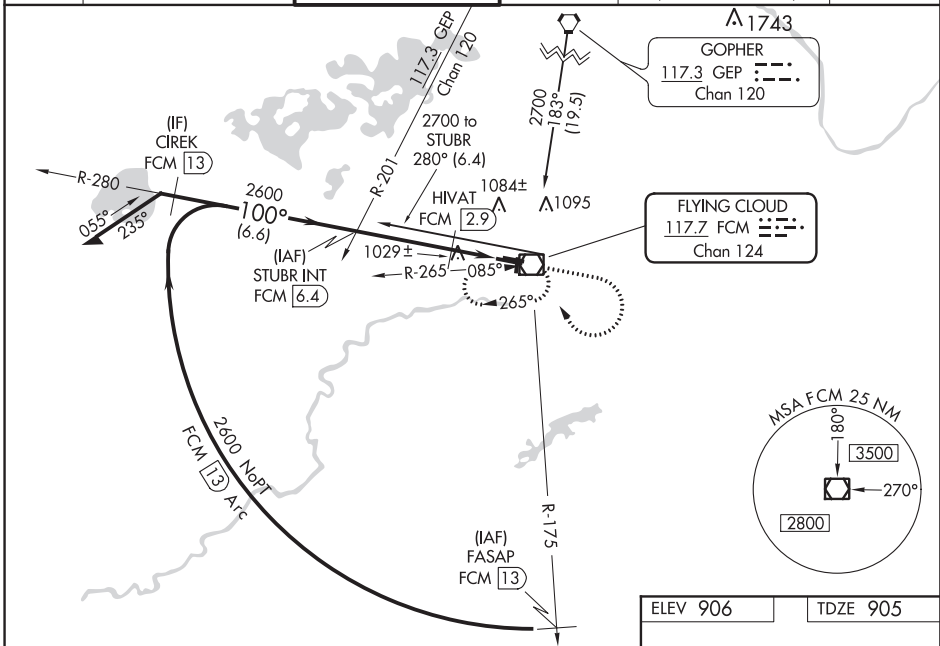 1743
GOPHER
117.3 GEP
Chan 120
117.3 GEP
Chan 120
2700
183°
(19.5)
(IF)
CIREK
FCM 13
R-280
055°
235°
2600
100°
(6.6)
R-201
2700 to
STUBR
280° (6.4)
HIVAT
FCM 2.9
1084±
1095
FLYING CLOUD
117.7 FCM
Chan 124
(IAF)
STUBR INT
FCM 6.4
1029 ±
R-265
085°
265°
2600 NoPT
FCM 13 Arc
R-175
(IAF)
FASAP
FCM 13
MSA FCM 25 NM
180°
3500
270°
2800
ELEV 906
TDZE 905